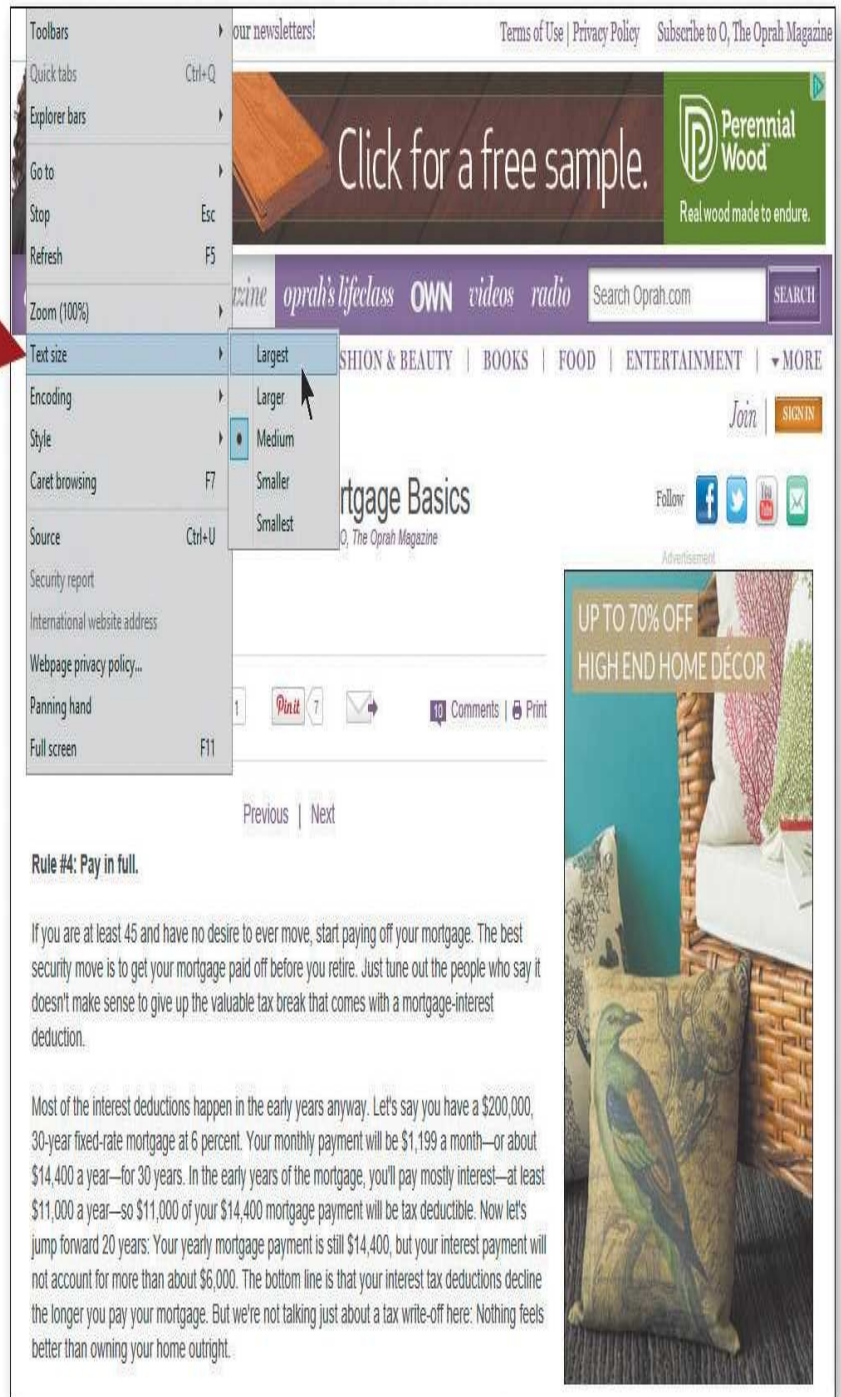 our newsletters!
Terms of Use | Privacy Policy Subscribe to O, The Oprah Magazine
Toolbars
Quick tabs Ctrl+Q
Explorer bars
Go to
Stop Esc
Refresh F5
Zoom (100%)
Text size
Encoding
Style
Caret browsing F7
Source Ctrl+U
Security report
International website address
Webpage privacy policy...
Panning hand
Full screen F11
Largest
Larger
Medium
Smaller
Smallest
Click for a free sample.
Perennial
Wood
Real wood made to endure.
azine oprah's lifeclass OWN videos radio Search Oprah.com SEARCH
SHION & BEAUTY | BOOKS | FOOD | ENTERTAINMENT | MORE
Join | SIGN IN
rtgage Basics
O, The Oprah Magazine
Follow f You Tube
Advertisement
UP TO 70% OFF
HIGH END HOME DÉCOR
1 Pin it 7 10 Comments | Print
Previous | Next
Rule #4: Pay in full.
If you are at least 45 and have no desire to ever move, start paying off your mortgage. The best
security move is to get your mortgage paid off before you retire. Just tune out the people who say it
doesn't make sense to give up the valuable tax break that comes with a mortgage-interest
deduction.
Most of the interest deductions happen in the early years anyway. Let's say you have a $200,000,
30-year fixed-rate mortgage at 6 percent. Your monthly payment will be $1,199 a month—or about
$14,400 a year—for 30 years. In the early years of the mortgage, you'll pay mostly interest—at least
$11,000 a year—so $11,000 of your $14,400 mortgage payment will be tax deductible. Now let's
jump forward 20 years: Your yearly mortgage payment is still $14,400, but your interest payment will
not account for more than about $6,000. The bottom line is that your interest tax deductions decline
the longer you pay your mortgage. But we're not talking just about a tax write-off here: Nothing feels
better than owning your home outright.